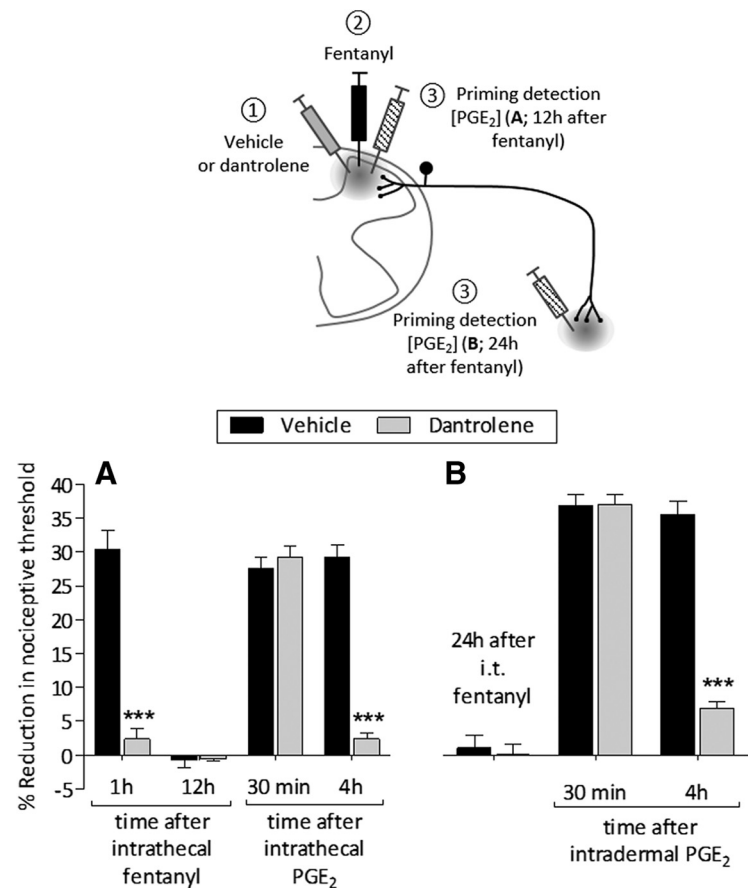 ②
Fentanyl
①
Vehicle
or dantrolene
③ Priming detection
[PGE₂] (A; 12h after
fentanyl)
③
Priming detection
[PGE₂] (B; 24h
after fentanyl)
Vehicle Dantrolene
A
% Reduction in nociceptive threshold
40
35
30
25
20
15
10
5
0
-5
***
***
1h 12h 30 min 4h
time after
intrathecal
fentanyl
time after
intrathecal
PGE₂
B
24h after
i.t.
fentanyl
***
30 min 4h
time after
intradermal PGE₂